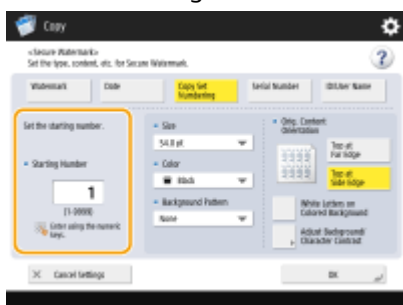 Copy
<Secure Watermark>
Set the type, content, etc. for Secure Watermark.
Watermark
Date
Copy Set
Numbering
Serial Number
ID/User Name
Set the starting number.
Starting Number
1
(1-9999)
Enter using the numeric
keys.
Size
54.0 pt
Color
Black
Background Pattern
None
Orig. Content
Orientation
Top at
Far Edge
Top at
Side Edge
White Letters on
Colored Background
Adjust Background/
Character Contrast
Cancel Settings
OK